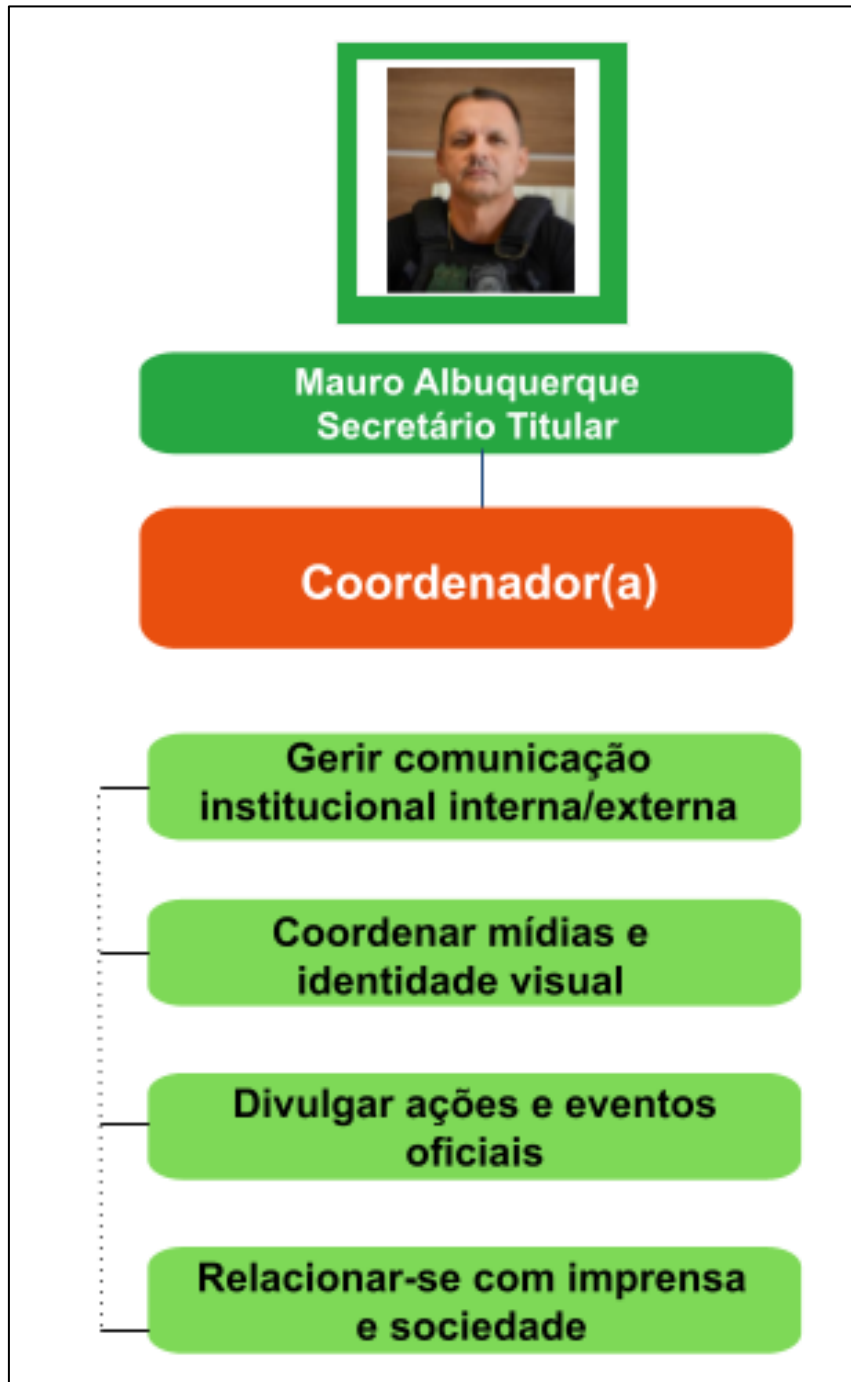 Mauro Albuquerque
Secretário Titular
Coordenador(a)
Gerir comunicação
institucional interna/externa
Coordenar mídias e
identidade visual
Divulgar ações e eventos
oficiais
Relacionar-se com imprensa
e sociedade